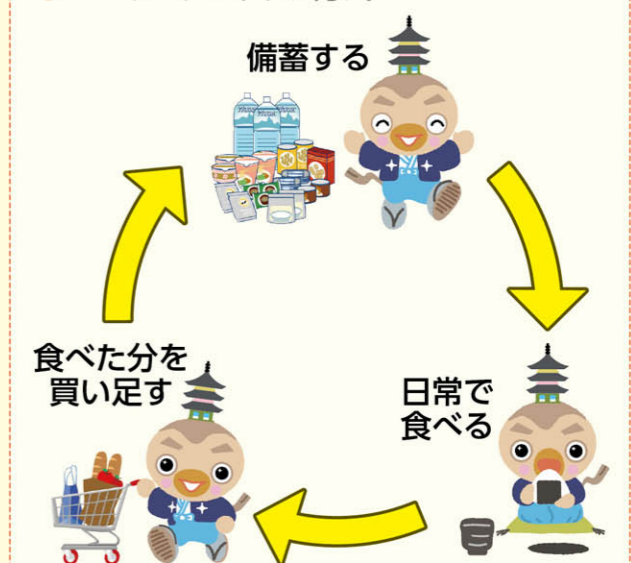 備蓄する
日常で
食べる
食べた分を
買い足す